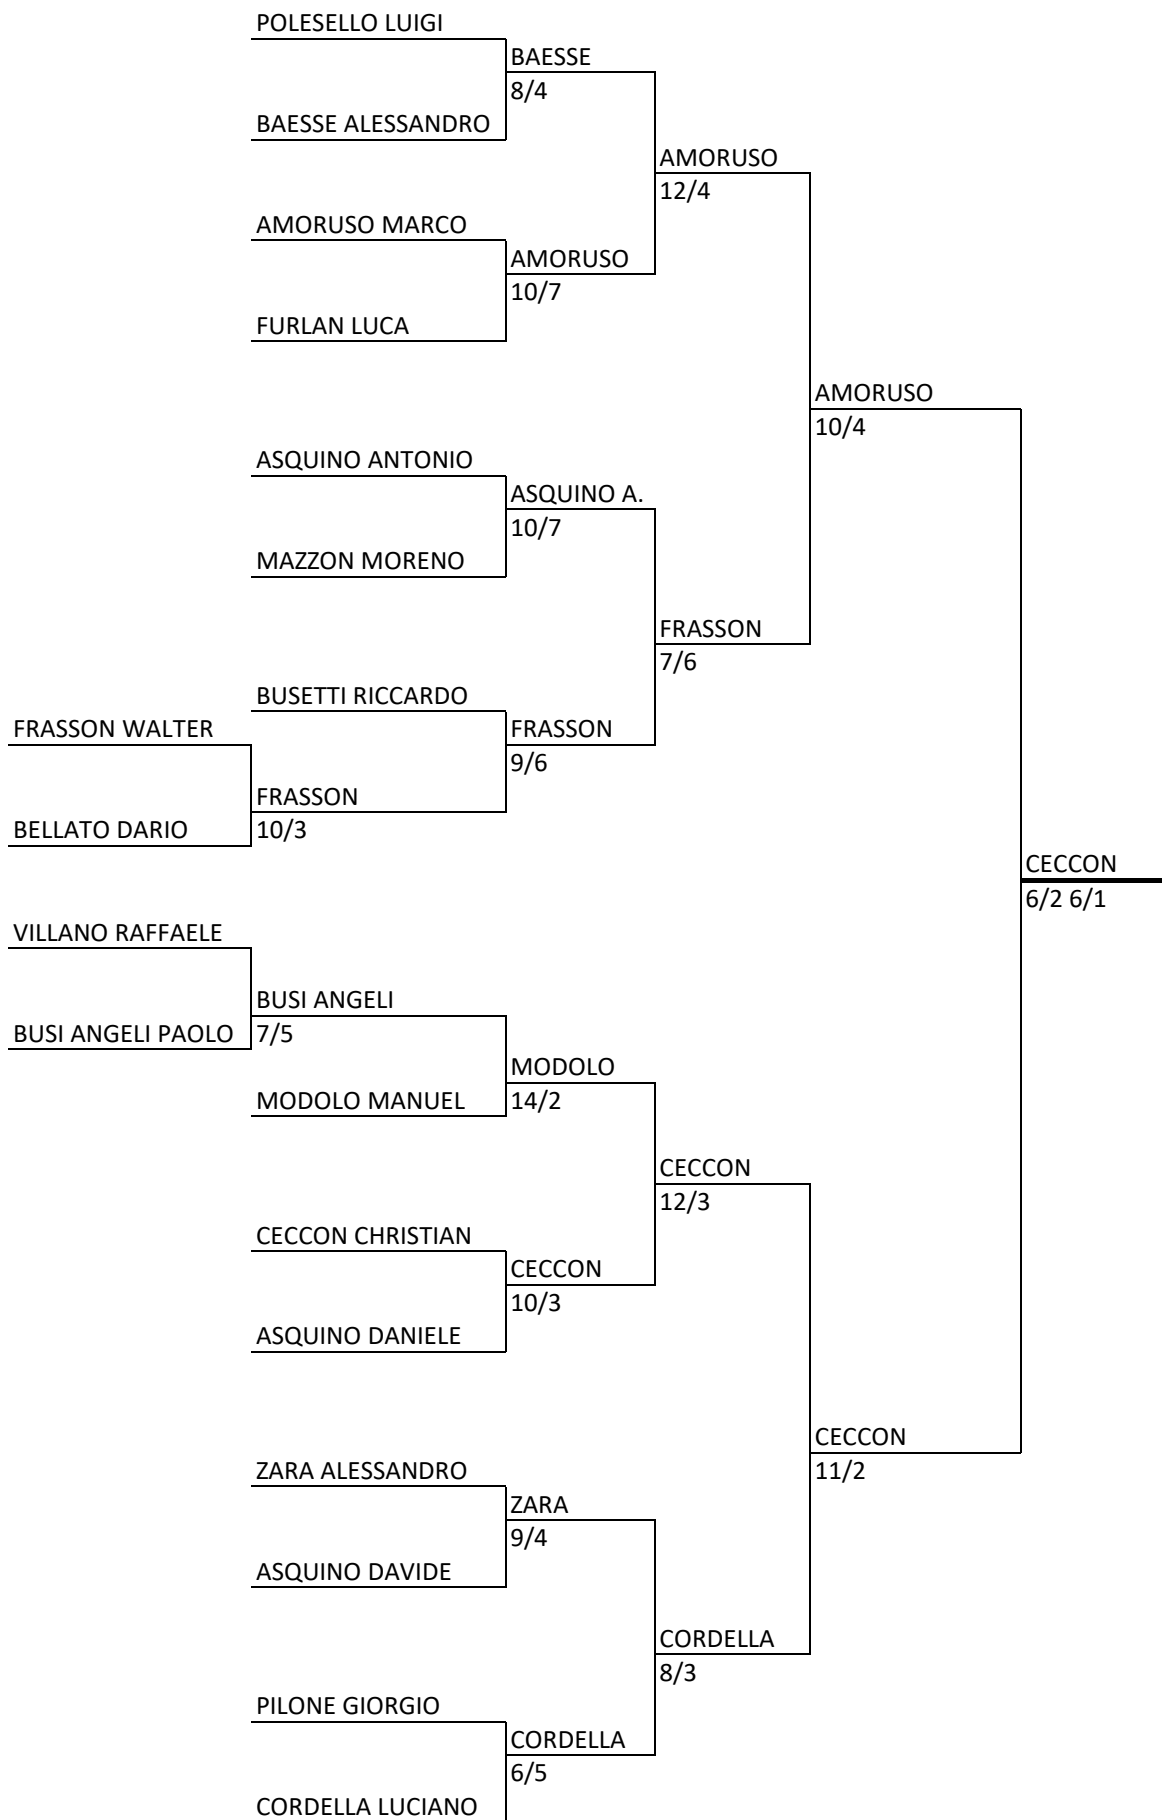 POLESELLO LUIGI
BAESSE
8/4
BAESSE ALESSANDRO
AMORUSO
12/4
AMORUSO MARCO
AMORUSO
10/7
FURLAN LUCA
AMORUSO
10/4
ASQUINO ANTONIO
ASQUINO A.
10/7
MAZZON MORENO
FRASSON
7/6
BUSETTI RICCARDO
FRASSON WALTER
FRASSON
9/6
FRASSON
BELLATO DARIO
10/3
CECCON
6/2 6/1
VILLANO RAFFAELE
BUSI ANGELI
BUSI ANGELI PAOLO
7/5
MODOLO
MODOLO MANUEL
14/2
CECCON
12/3
CECCON CHRISTIAN
CECCON
10/3
ASQUINO DANIELE
CECCON
11/2
ZARA ALESSANDRO
ZARA
9/4
ASQUINO DAVIDE
CORDELLA
8/3
PILONE GIORGIO
CORDELLA
6/5
CORDELLA LUCIANO